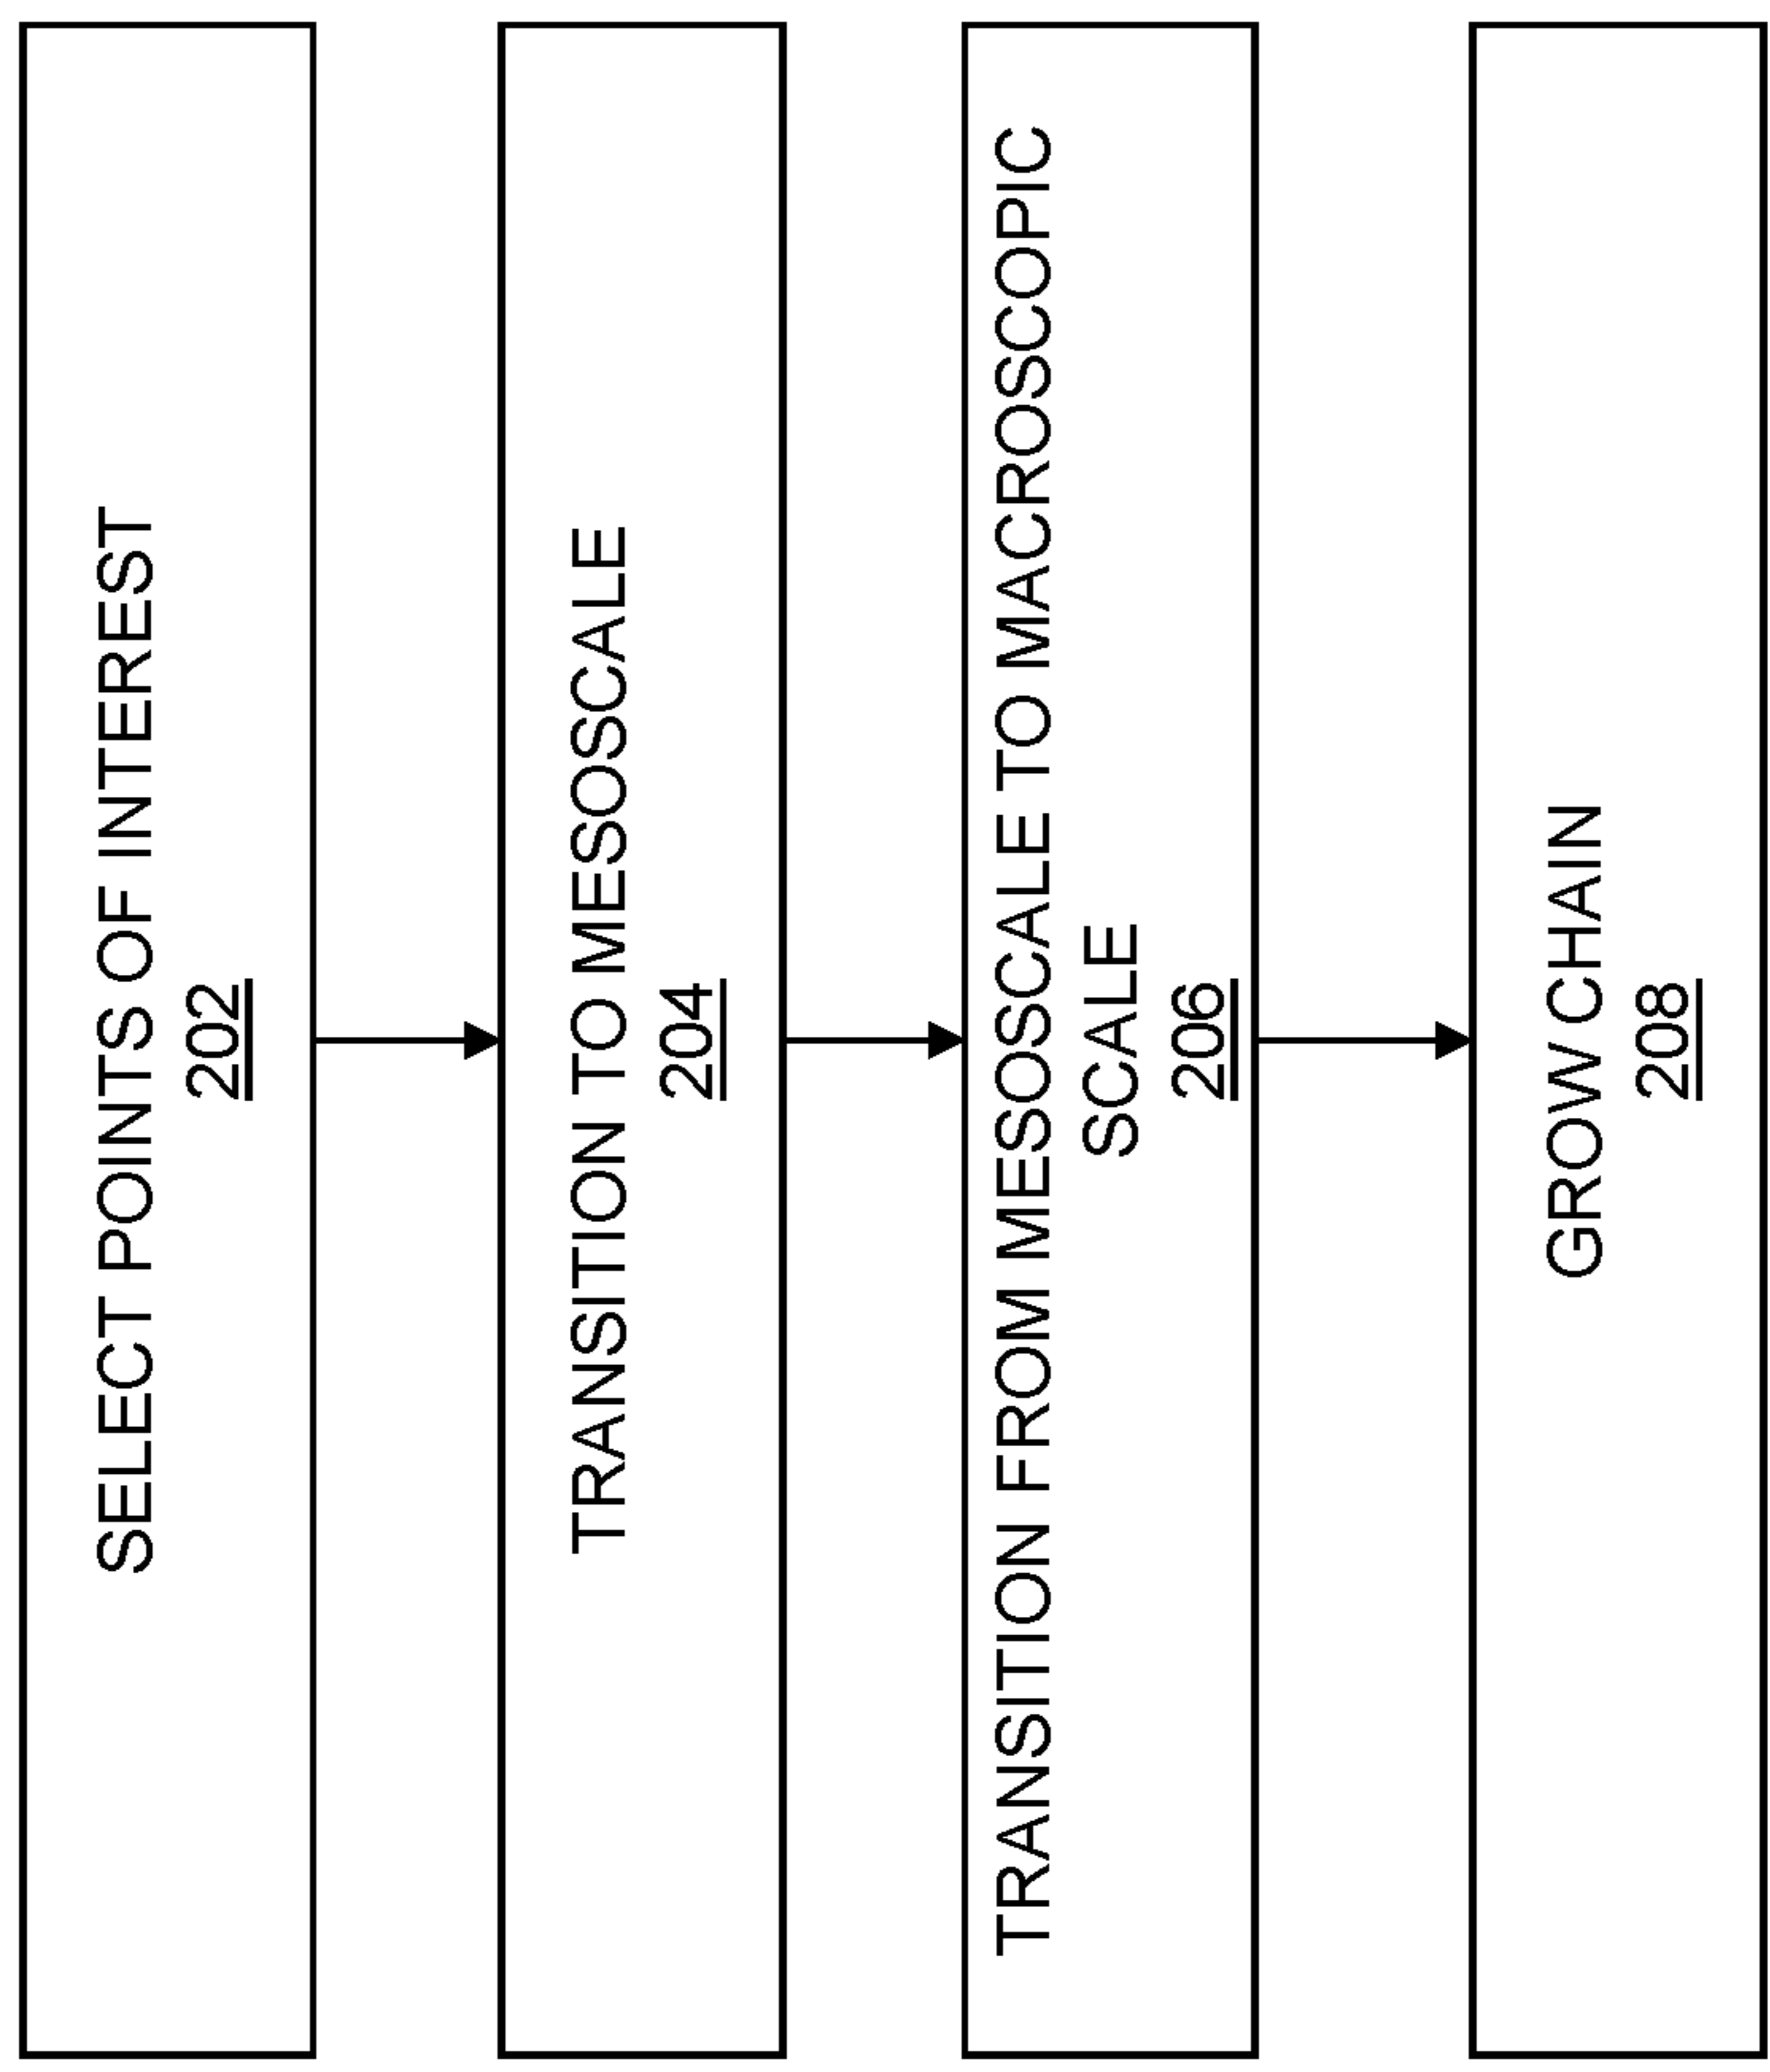 SELECT POINTS OF INTEREST
202
TRANSITION TO MESOSCALE
204
TRANSITION FROM MESOSCALE TO MACROSCOPIC
SCALE
206
GROW CHAIN
208